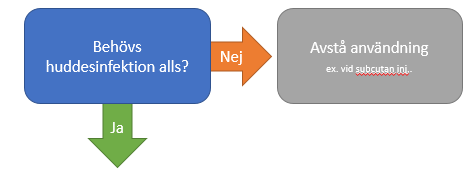 Behövs
huddesinfektion alls?
Nej
Avstå användning
ex. vid subcutan inj..
Ja